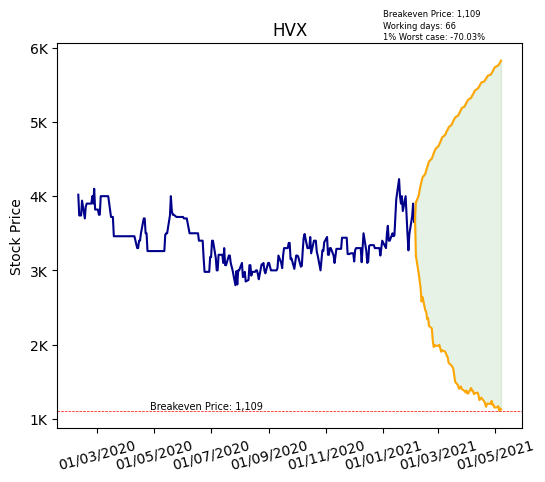 Breakeven Price: 1,109
Working days: 66
1% Worst case: -70.03%
HVX
Stock Price
6K
5K
4K
3K
2K
1K
Breakeven Price: 1,109
01/03/2020 01/05/2020 01/07/2020 01/09/2020 01/11/2020 01/01/2021 01/03/2021 01/05/2021